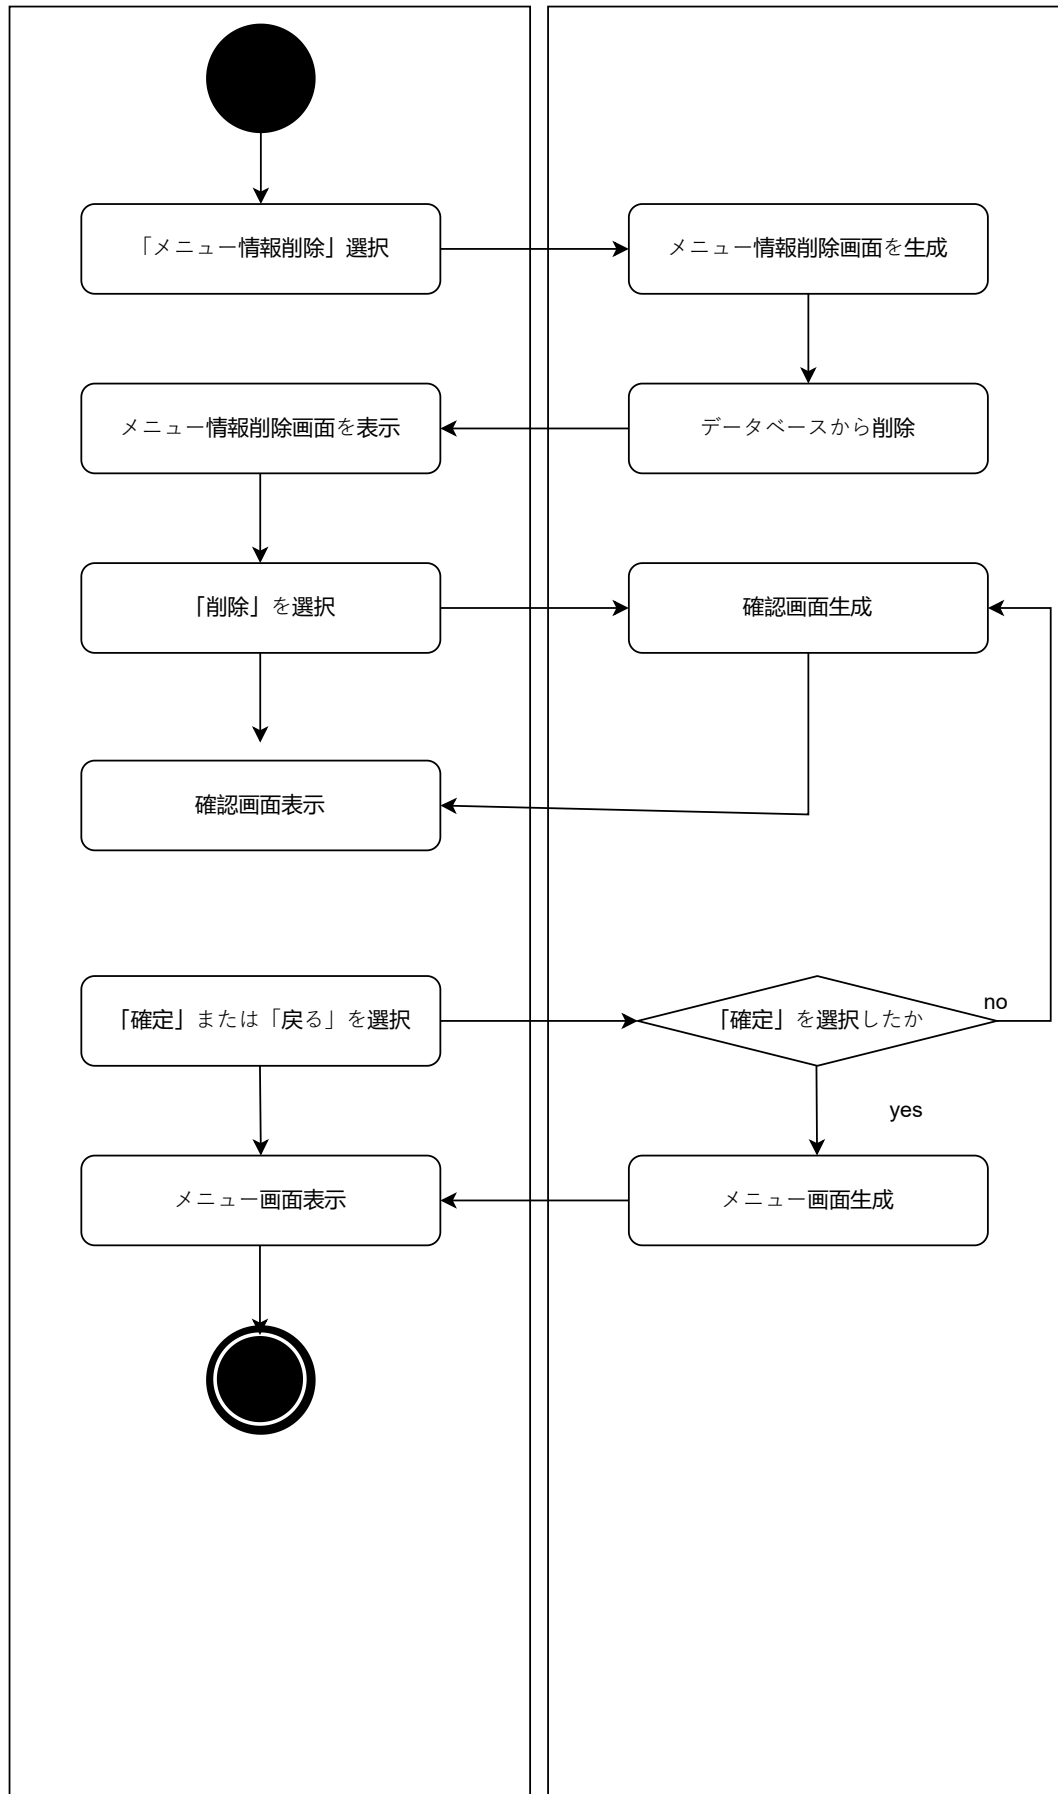 「メニュー情報削除」選択
メニュー情報削除画面を生成
メニュー情報削除画面を表示
データベースから削除
「削除」を選択
確認画面生成
確認画面表示
「確定」または「戻る」を選択
「確定」を選択したか
no
yes
メニュー画面表示
メニュー画面生成